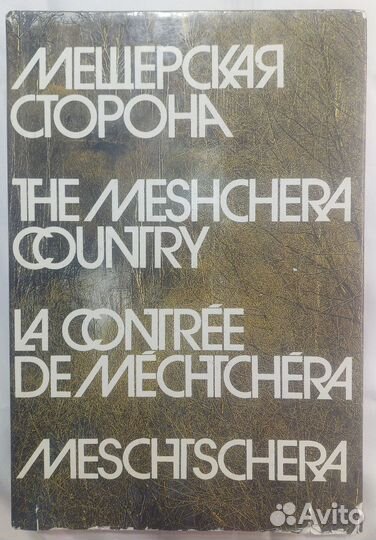 МЕЩЕРСКАЯ
СТОРОНА
THE MESHCHERA
COUNTRY
LA CONTRÉE
DE MÉCHTCHÉRA
MESCHTSCHERA
Avito